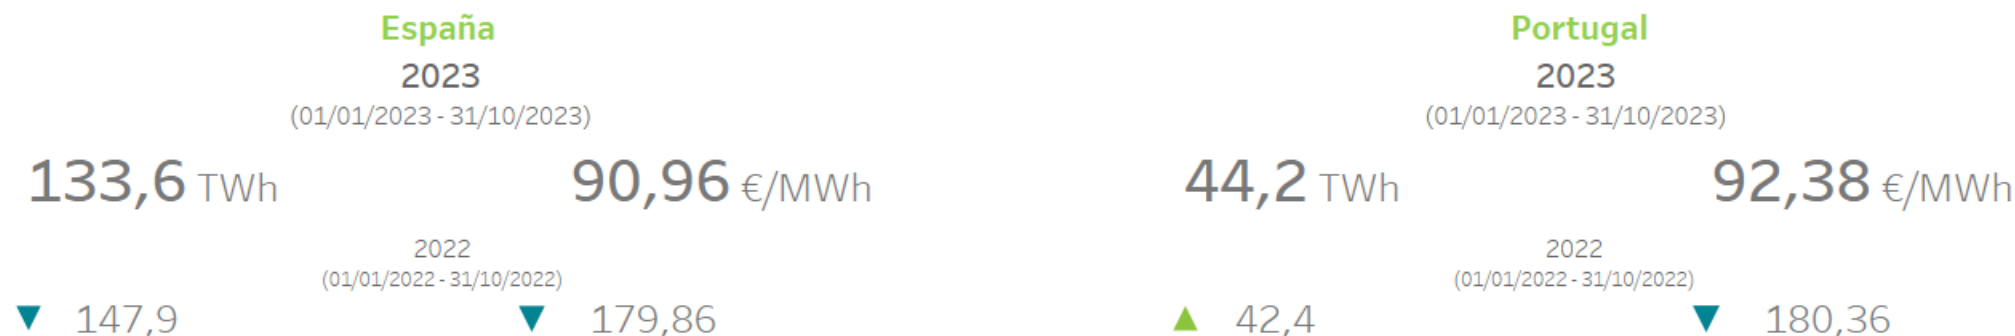 España
2023
(01/01/2023 - 31/10/2023)
133,6 TWh
90,96 €/MWh
2022
(01/01/2022 - 31/10/2022)
▼ 147,9
▼ 179,86
Portugal
2023
(01/01/2023 - 31/10/2023)
44,2 TWh
92,38 €/MWh
2022
(01/01/2022 - 31/10/2022)
▲ 42,4
▼ 180,36